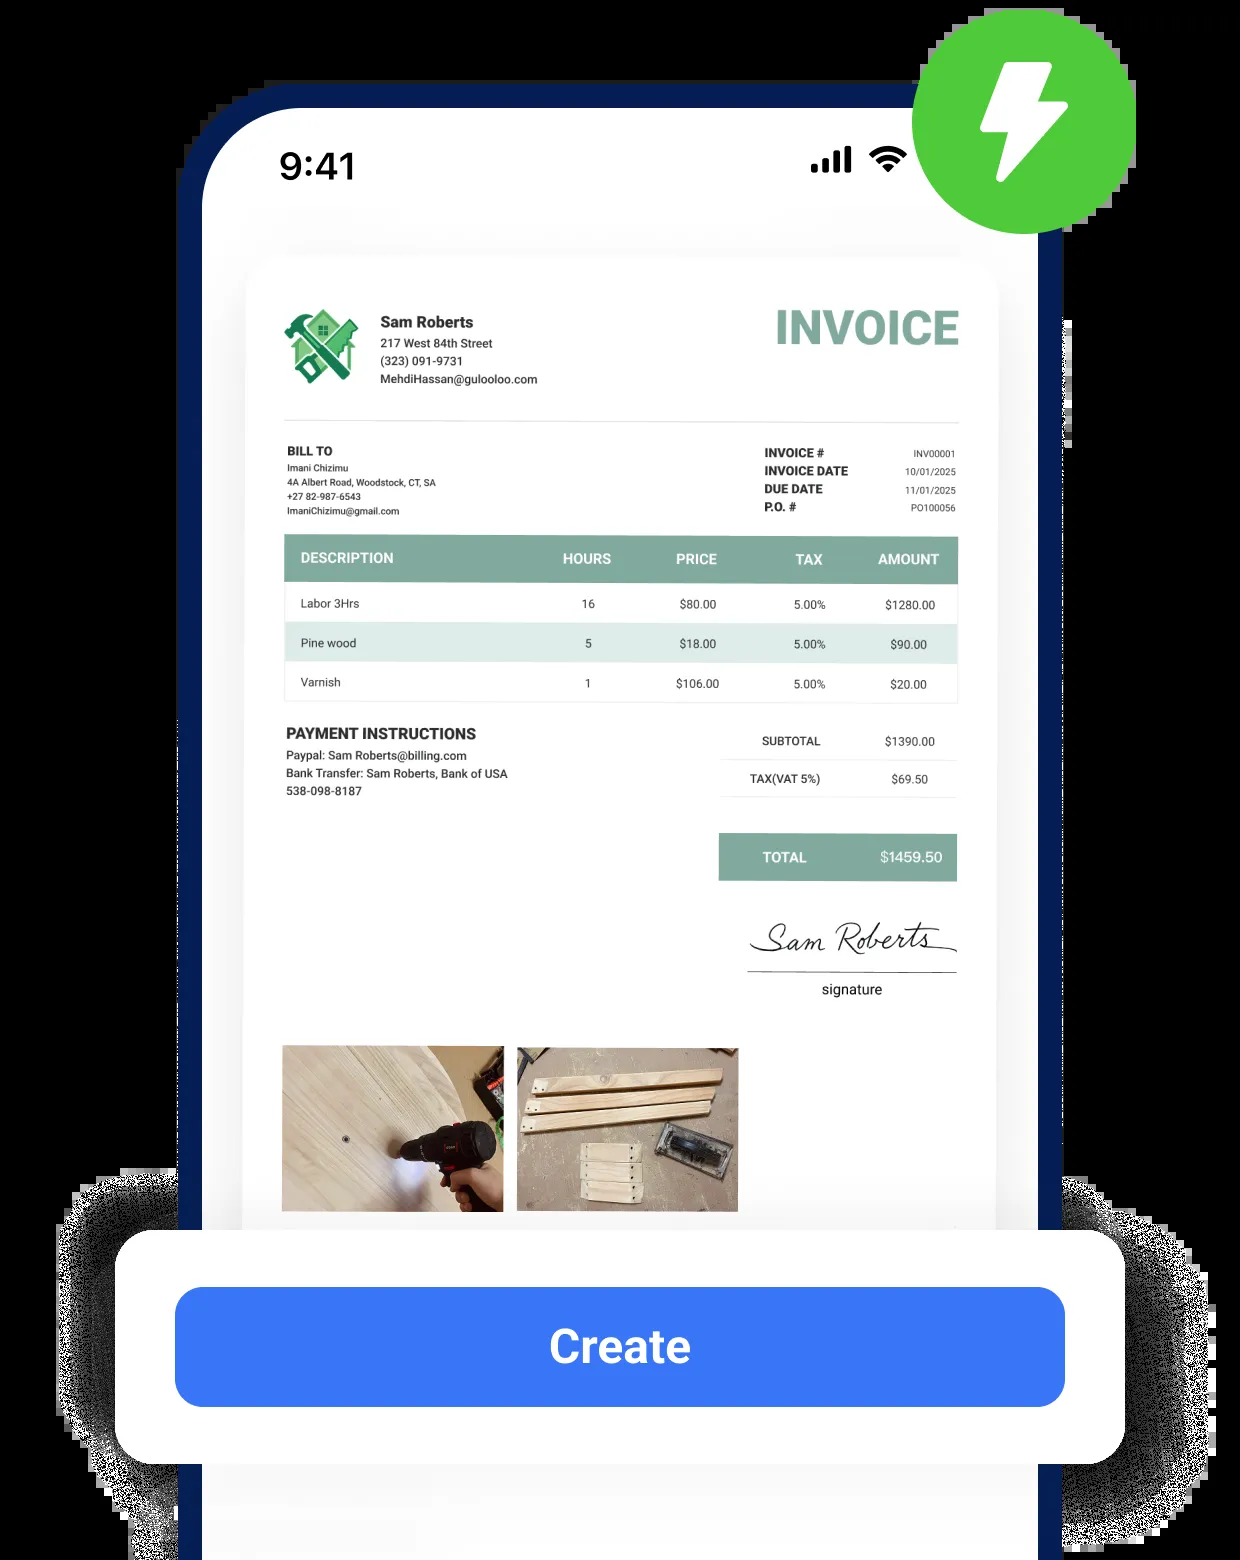 9:41
Sam Roberts
217 West 84th Street
(323) 091-9731
MehdiHassan@gulooloo.com
INVOICE
BILL TO
Imani Chizimu
4A Albert Road, Woodstock, CT, SA
+27 82-987-6543
ImaniChizimu@gmail.com
INVOICE # INV00001
INVOICE DATE 10/01/2025
DUE DATE 11/01/2025
P.O. # PO100056
DESCRIPTION HOURS PRICE TAX AMOUNT
Labor 3Hrs 16 $80.00 5.00% $1280.00
Pine wood 5 $18.00 5.00% $90.00
Varnish 1 $106.00 5.00% $20.00
PAYMENT INSTRUCTIONS
Paypal: Sam Roberts@billing.com
Bank Transfer: Sam Roberts, Bank of USA
538-098-8187
SUBTOTAL $1390.00
TAX(VAT 5%) $69.50
TOTAL $1459.50
Sam Roberts
signature
Create